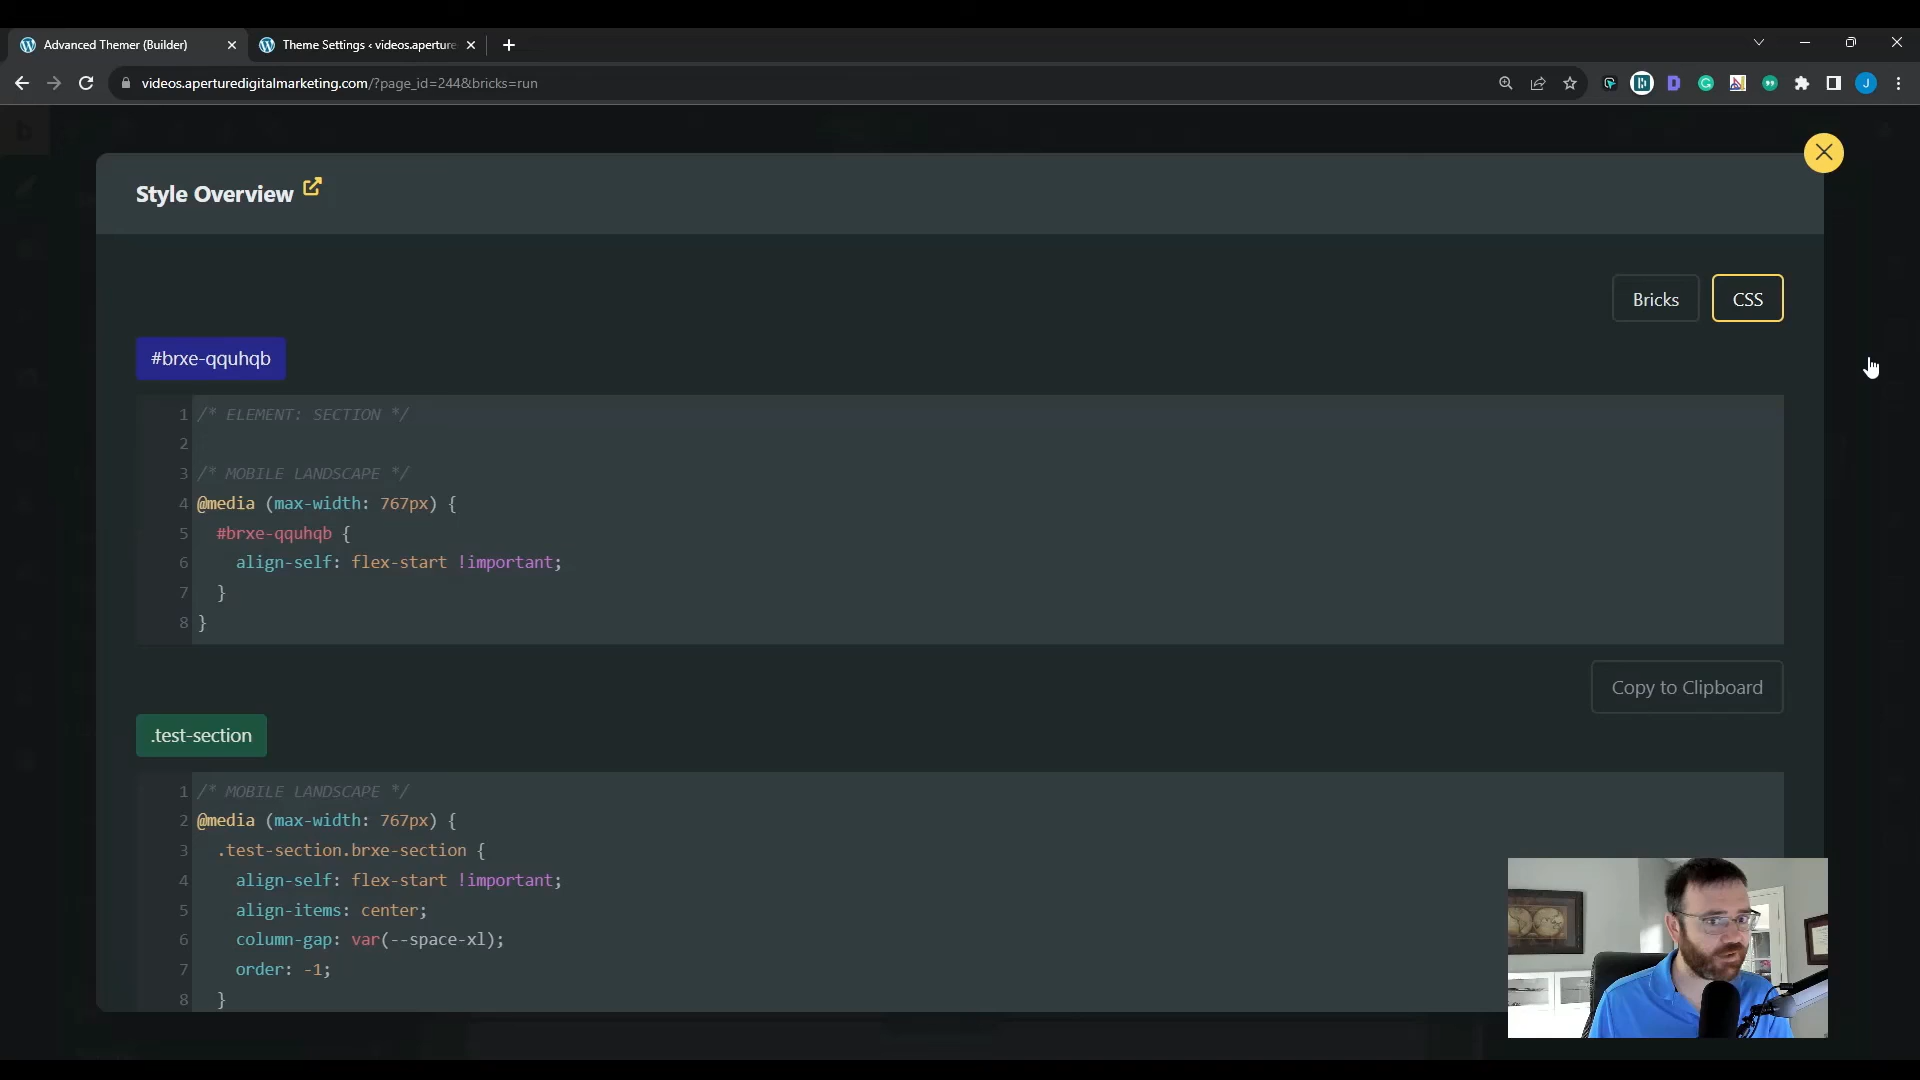 Advanced Themer (Builder)
Theme Settings ‹ videos.aperture
videos.aperturedigitalmarketing.com/?page_id=244&bricks=run
J
Style Overview
Bricks
CSS
#brxe-qquhqb
1 /* ELEMENT: SECTION */
2
3 /* MOBILE LANDSCAPE */
4 @media (max-width: 767px) {
5 #brxe-qquhqb {
6 align-self: flex-start !important;
7 }
8 }
Copy to Clipboard
.test-section
1 /* MOBILE LANDSCAPE */
2 @media (max-width: 767px) {
3 .test-section.brxe-section {
4 align-self: flex-start !important;
5 align-items: center;
6 column-gap: var(--space-xl);
7 order: -1;
8 }